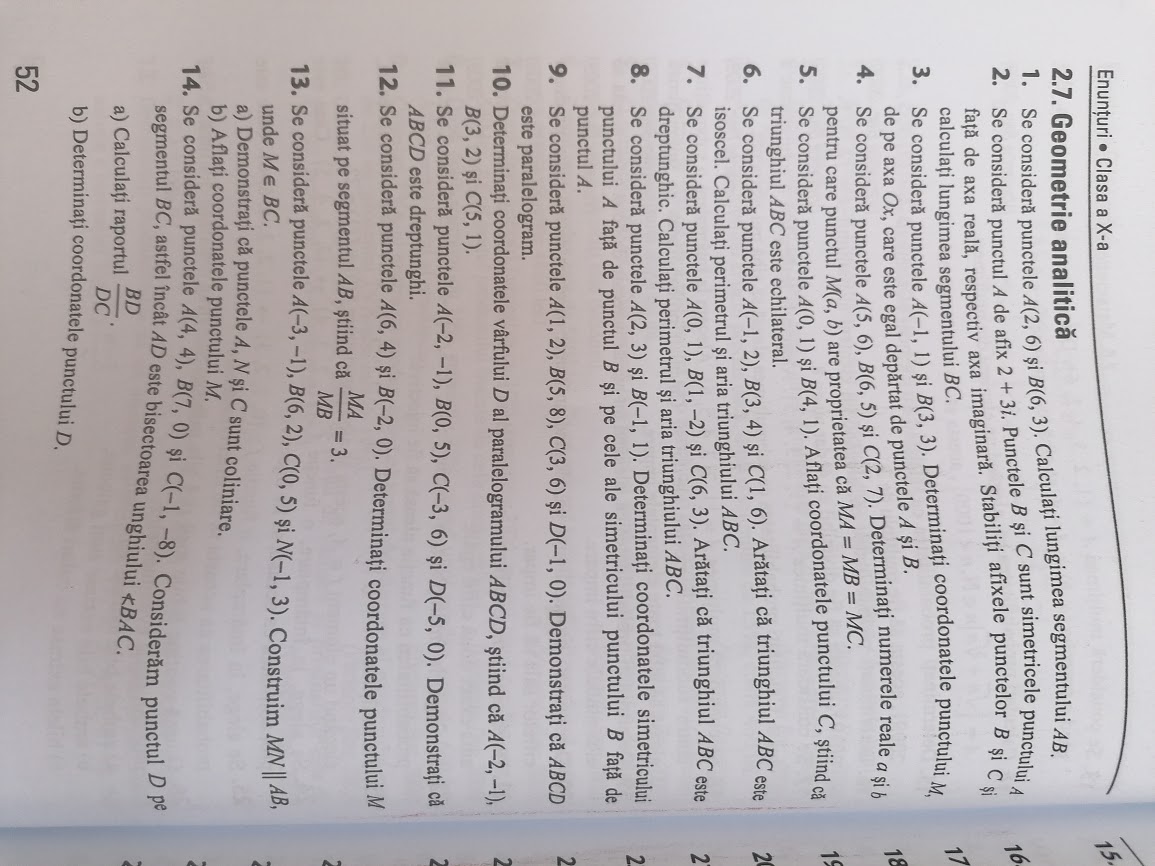 Enunțuri • Clasa a X-a
2.7. Geometrie analitică
1. Se consideră punctele A(2, 6) și B(6, 3). Calculați lungimea segmentului AB.
2. Se consideră punctul A de afix 2 + 3i. Punctele B și C sunt simetricele punctului A
față de axa reală, respectiv axa imaginară. Stabiliți afixele punctelor B și C și
calculați lungimea segmentului BC.
3. Se consideră punctele A(–1, 1) și B(3, 3). Determinați coordonatele punctului M,
de pe axa Ox, care este egal depărtat de punctele A și B.
4. Se consideră punctele A(5, 6), B(6, 5) și C(2, 7). Determinați numerele reale a și b
pentru care punctul M(a, b) are proprietatea că MA = MB = MC.
5. Se consideră punctele A(0, 1) și B(4, 1). Aflați coordonatele punctului C, știind că
triunghiul ABC este echilateral.
6. Se consideră punctele A(–1, 2), B(3, 4) și C(1, 6). Arătați că triunghiul ABC este
isoscel. Calculați perimetrul și aria triunghiului ABC.
7. Se consideră punctele A(0, 1), B(1, –2) și C(6, 3). Arătați că triunghiul ABC este
dreptunghic. Calculați perimetrul și aria triunghiului ABC.
8. Se consideră punctele A(2, 3) și B(–1, 1). Determinați coordonatele simetricului
punctului A față de punctul B și pe cele ale simetricului punctului B față de
punctul A.
9. Se consideră punctele A(1, 2), B(5, 8), C(3, 6) și D(–1, 0). Demonstrați că ABCD
este paralelogram.
10. Determinați coordonatele vârfului D al paralelogramului ABCD, știind că A(–2, –1),
B(3, 2) și C(5, 1).
11. Se consideră punctele A(–2, –1), B(0, 5), C(–3, 6) și D(–5, 0). Demonstrați că
ABCD este dreptunghi.
12. Se consideră punctele A(6, 4) și B(–2, 0). Determinați coordonatele punctului M
situat pe segmentul AB, știind că MA/MB = 3.
13. Se consideră punctele A(–3, –1), B(6, 2), C(0, 5) și N(–1, 3). Construim MN || AB,
unde M ∈ BC.
a) Demonstrați că punctele A, N și C sunt coliniare.
b) Aflați coordonatele punctului M.
14. Se consideră punctele A(4, 4), B(7, 0) și C(–1, –8). Considerăm punctul D pe
segmentul BC, astfel încât AD este bisectoarea unghiului ∢BAC.
a) Calculați raportul BD/DC.
b) Determinați coordonatele punctului D.
52
15.
16
17
18